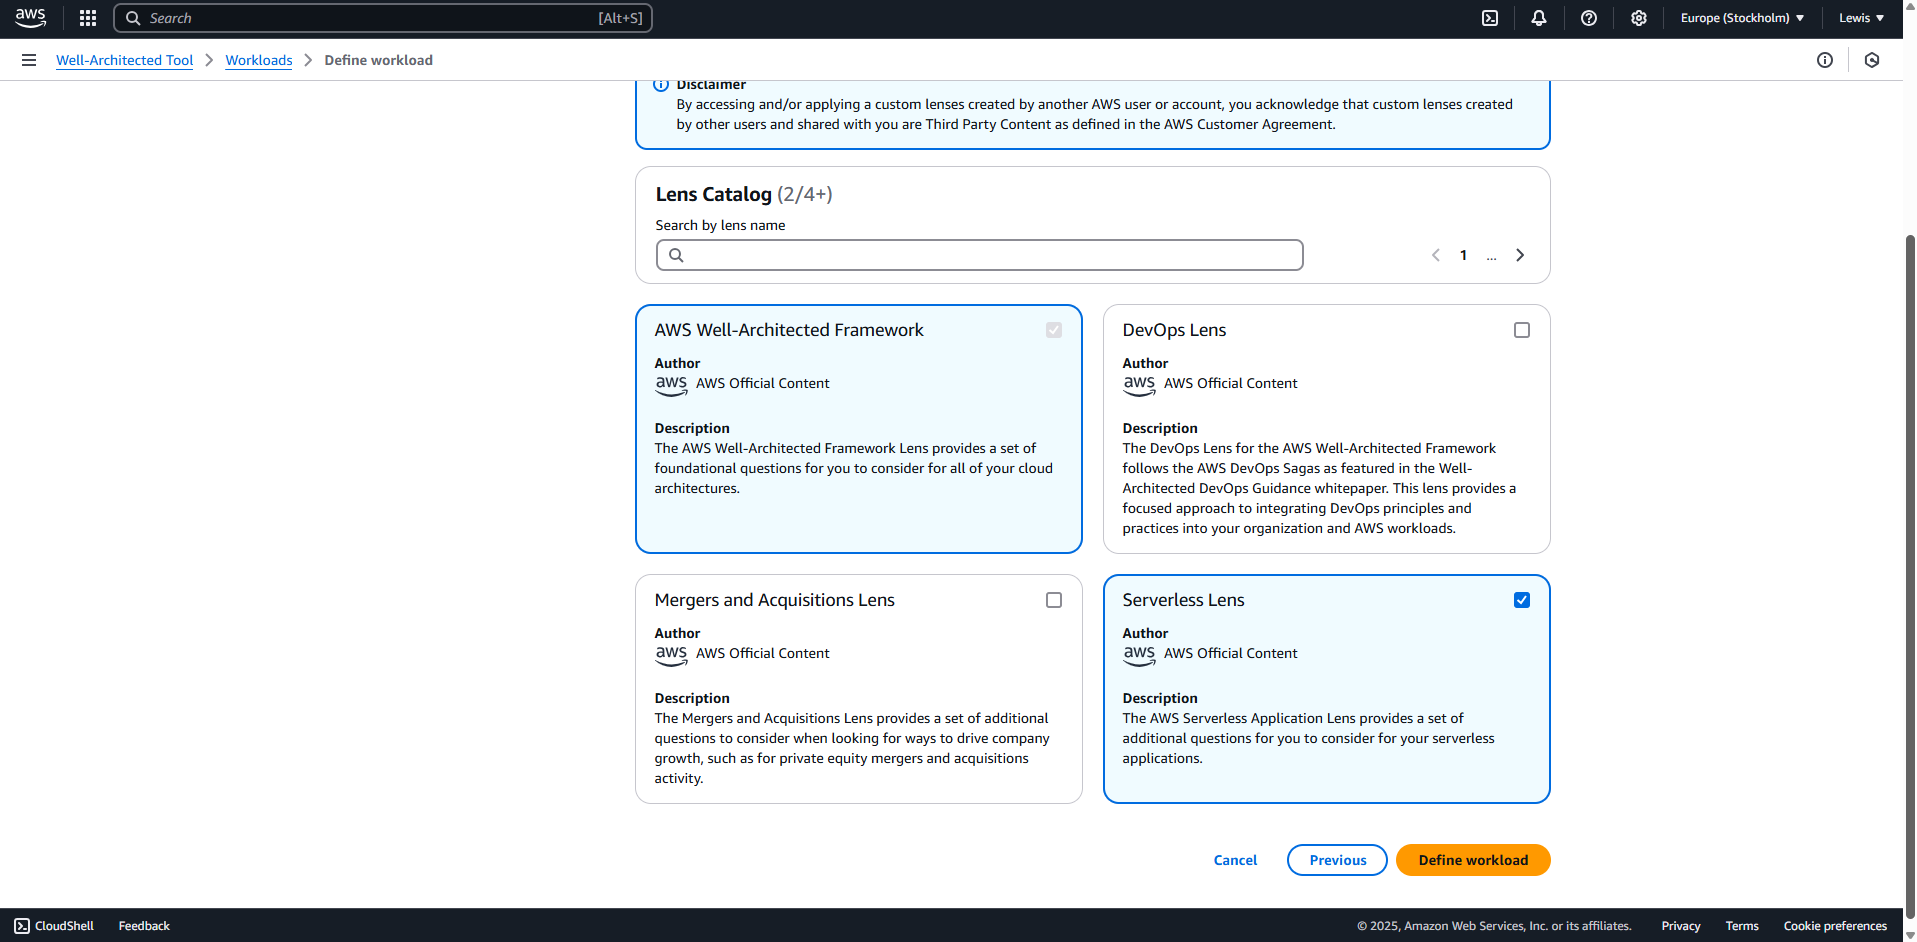 aws
Search
[Alt+S]
Europe (Stockholm)
Lewis
Well-Architected Tool
Workloads
Define workload
Disclaimer
By accessing and/or applying a custom lenses created by another AWS user or account, you acknowledge that custom lenses created
by other users and shared with you are Third Party Content as defined in the AWS Customer Agreement.
Lens Catalog (2/4+)
Search by lens name
1
...
AWS Well-Architected Framework
Author
aws AWS Official Content
Description
The AWS Well-Architected Framework Lens provides a set of
foundational questions for you to consider for all of your cloud
architectures.
DevOps Lens
Author
aws AWS Official Content
Description
The DevOps Lens for the AWS Well-Architected Framework
follows the AWS DevOps Sagas as featured in the Well-
Architected DevOps Guidance whitepaper. This lens provides a
focused approach to integrating DevOps principles and
practices into your organization and AWS workloads.
Mergers and Acquisitions Lens
Author
aws AWS Official Content
Description
The Mergers and Acquisitions Lens provides a set of additional
questions to consider when looking for ways to drive company
growth, such as for private equity mergers and acquisitions
activity.
Serverless Lens
Author
aws AWS Official Content
Description
The AWS Serverless Application Lens provides a set of
additional questions for you to consider for your serverless
applications.
Cancel
Previous
Define workload
CloudShell
Feedback
© 2025, Amazon Web Services, Inc. or its affiliates.
Privacy
Terms
Cookie preferences